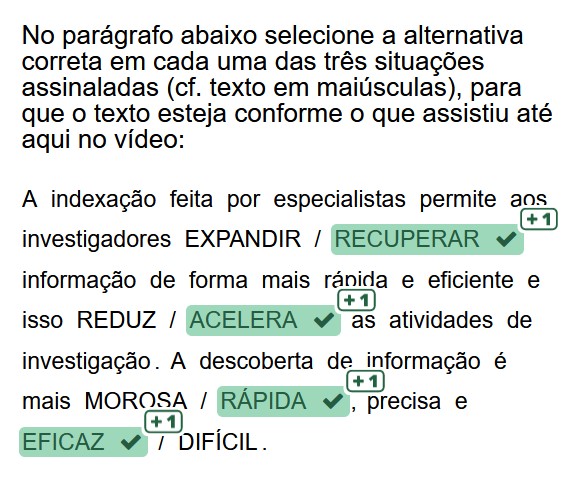 No parágrafo abaixo selecione a alternativa
correta em cada uma das três situações
assinaladas (cf. texto em maiúsculas), para
que o texto esteja conforme o que assistiu até
aqui no vídeo:
A indexação feita por especialistas permite aos
+1
investigadores EXPANDIR / RECUPERAR ✔
informação de forma mais rápida e eficiente e
+1
isso REDUZ / ACELERA ✔ as atividades de
investigação. A descoberta de informação é
+1
mais MOROSA / RÁPIDA ✔, precisa e
+1
EFICAZ ✔ / DIFÍCIL.